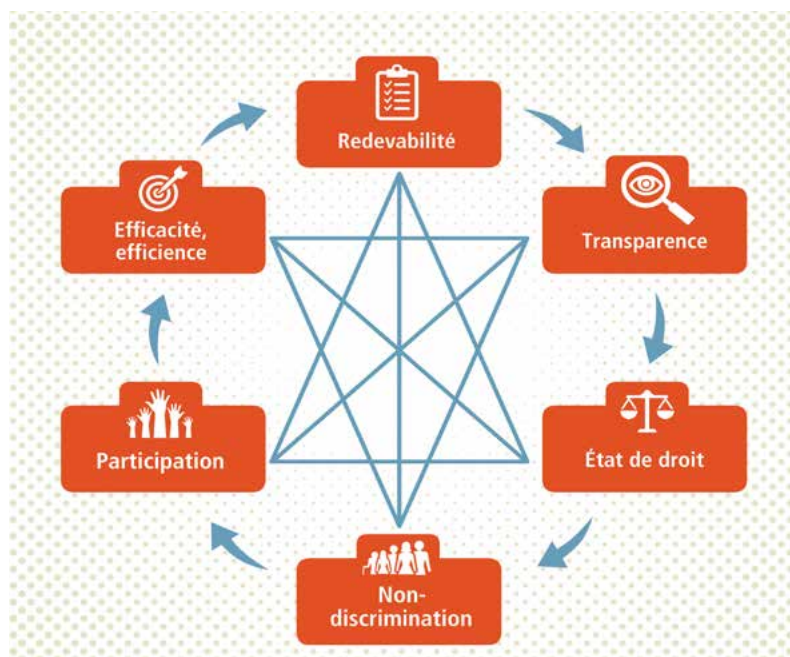 Redevabilité
Transparence
État de droit
Non-
discrimination
Participation
Efficacité,
efficience